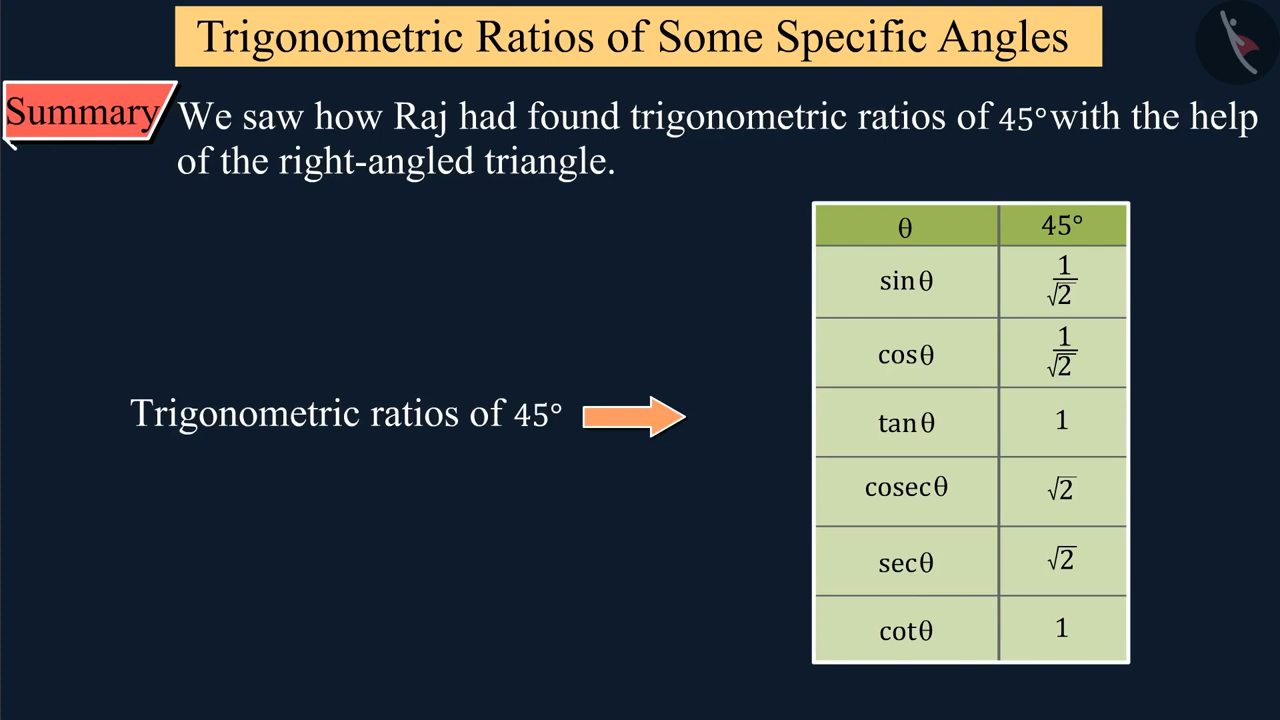 Trigonometric Ratios of Some Specific Angles
Summary
We saw how Raj had found trigonometric ratios of 45° with the help
of the right-angled triangle.
Trigonometric ratios of 45°
θ 45°
sinθ 1/√2
cosθ 1/√2
tanθ 1
cosecθ √2
secθ √2
cotθ 1